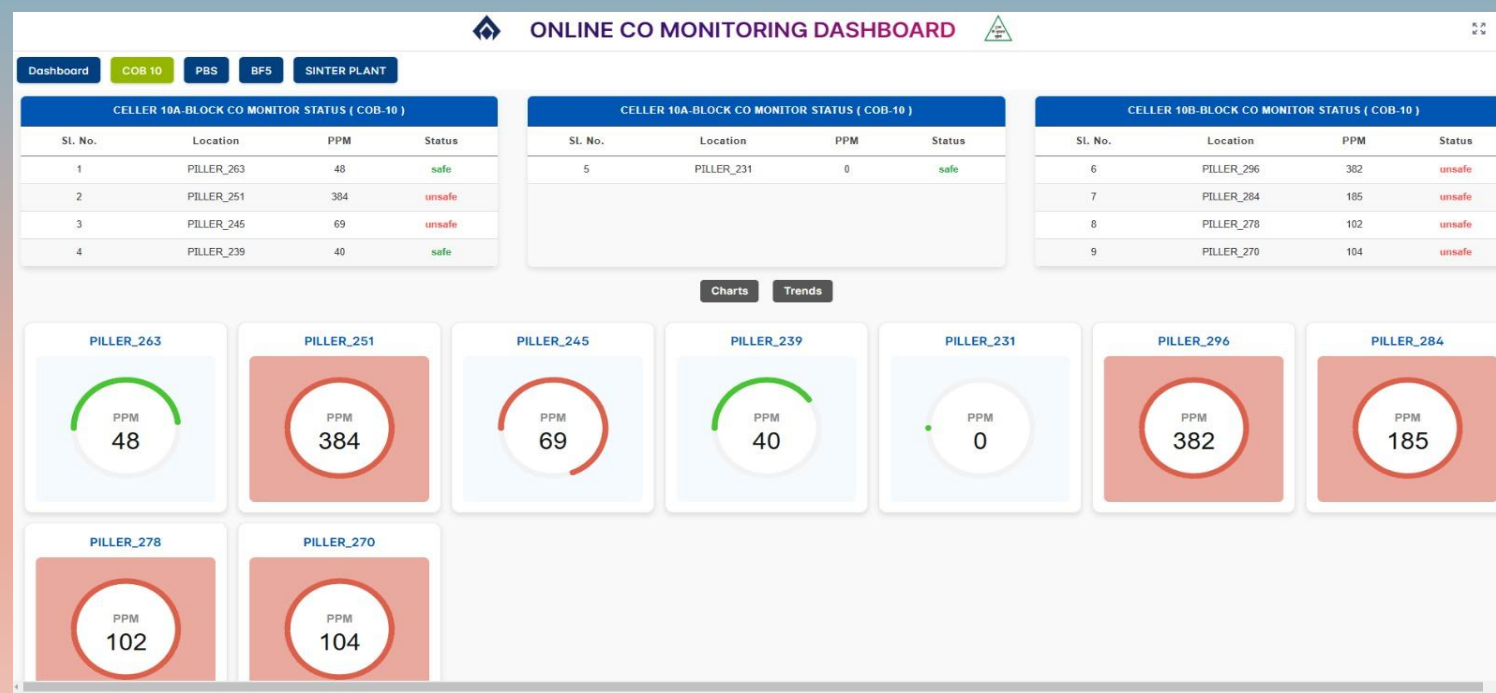 ONLINE CO MONITORING DASHBOARD
Dashboard COB 10 PBS BF5 SINTER PLANT
CELLER 10A-BLOCK CO MONITOR STATUS ( COB-10 )
Sl. No. Location PPM Status
1 PILLER_263 48 safe
2 PILLER_251 384 unsafe
3 PILLER_245 69 unsafe
4 PILLER_239 40 safe
CELLER 10A-BLOCK CO MONITOR STATUS ( COB-10 )
Sl. No. Location PPM Status
5 PILLER_231 0 safe
CELLER 10B-BLOCK CO MONITOR STATUS ( COB-10 )
Sl. No. Location PPM Status
6 PILLER_296 382 unsafe
7 PILLER_284 185 unsafe
8 PILLER_278 102 unsafe
9 PILLER_270 104 unsafe
Charts Trends
PILLER_263
PPM
48
PILLER_251
PPM
384
PILLER_245
PPM
69
PILLER_239
PPM
40
PILLER_231
PPM
0
PILLER_296
PPM
382
PILLER_284
PPM
185
PILLER_278
PPM
102
PILLER_270
PPM
104